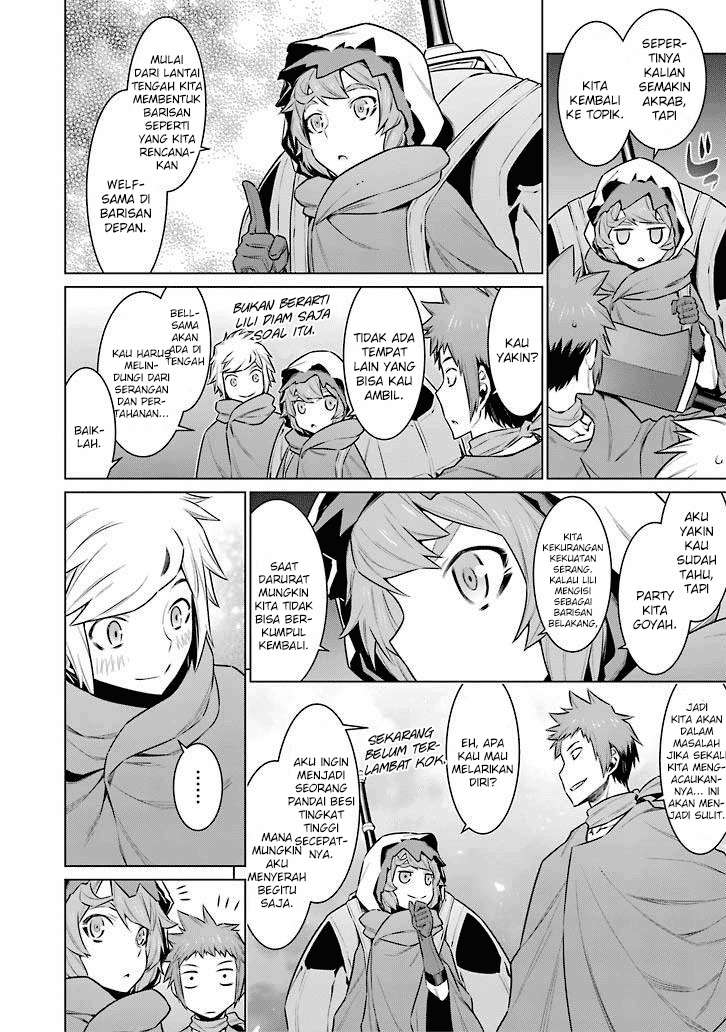 SEPER-
TINYA
KALIAN
SEMAKIN
AKRAB,
TAPI
KITA
KEMBALI
KE TOPIK.
MULAI
DARI LANTAI
TENGAH KITA
MEMBENTUK
BARISAN
SEPERTI
YANG KITA
RENCANA-
KAN
WELF-
SAMA DI
BARISAN
DEPAN.
KAU
YAKIN?
TIDAK ADA
TEMPAT
LAIN YANG
BISA KAU
AMBIL.
BUKAN BERARTI
LILI DIAM SAJA
SOAL ITU.
BELL-
SAMA AKAN
ADA DI
TENGAH
KAU HARUS
MELIN-
DUNGI DARI
SERANGAN
DAN PER-
TAHANAN...
BAIK-
LAH.
AKU
YAKIN
KAU
SUDAH
TAHU,
TAPI
PARTY
KITA
GOYAH.
KITA
KEKURANGAN
KEKUATAN
SERANG.
KALAU LILI
MENGISI
SEBAGAI
BARISAN
BELAKANG,
SAAT
DARURAT
MUNGKIN
KITA TIDAK
BISA BER-
KUMPUL
KEMBALI.
JADI
KITA AKAN
DALAM
MASALAH
JIKA SEKALI
KITA MENG-
ACAUKAN-
NYA... INI
AKAN MEN-
JADI SULIT.
EH, APA
KAU MAU
MELARIKAN
DIRI?
SEKARANG
BELUM TER-
LAMBAT KOK.
AKU INGIN
MENJADI
SEORANG
PANDAI BESI
TINGKAT
TINGGI
SECEPAT-
NYA.
MANA
MUNGKIN
AKU
MENYERAH
BEGITU
SAJA.
......